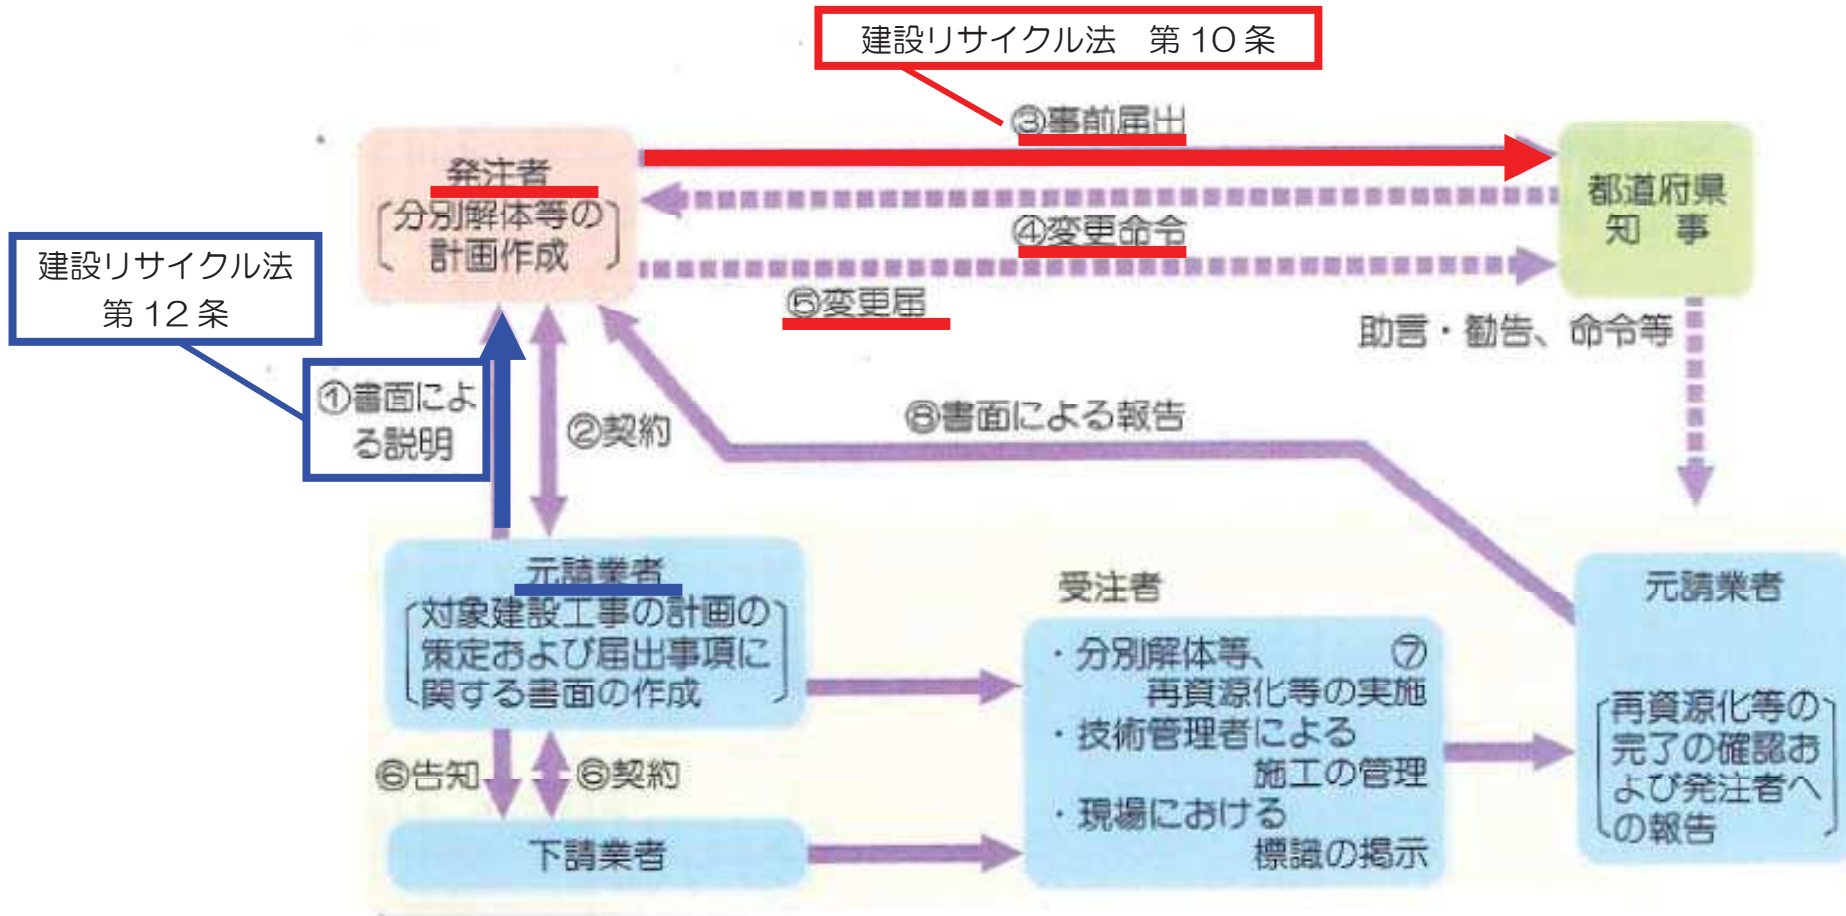 建設リサイクル法　第10条
③事前届出
発注者
分別解体等の
計画作成
都道府県
知　事
④変更命令
⑤変更届
建設リサイクル法
第12条
助言・勧告、命令等
①書面によ
る説明
②契約
⑧書面による報告
元請業者
対象建設工事の計画の
策定および届出事項に
関する書面の作成
受注者
・分別解体等、　⑦
再資源化等の実施
・技術管理者による
施工の管理
・現場における
標識の掲示
元請業者
再資源化等の
完了の確認お
よび発注者へ
の報告
⑥告知
⑥契約
下請業者